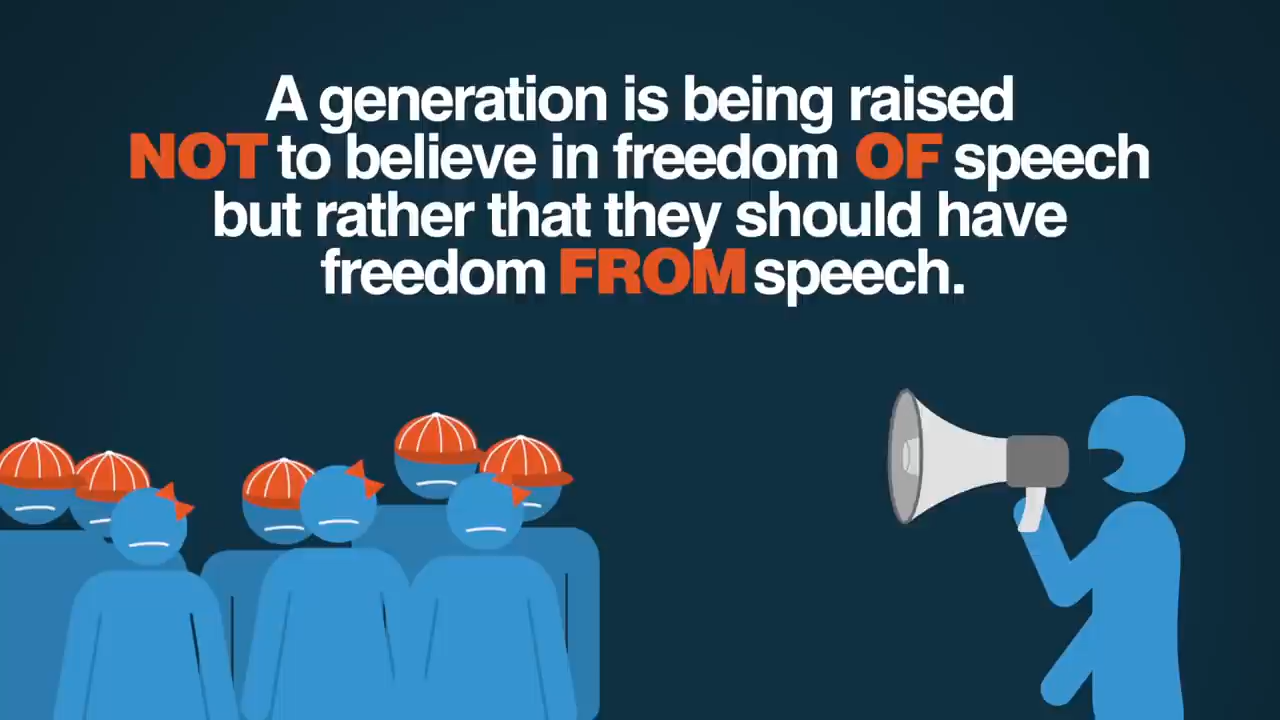 A generation is being raised
NOT to believe in freedom OF speech
but rather that they should have
freedom FROM speech.